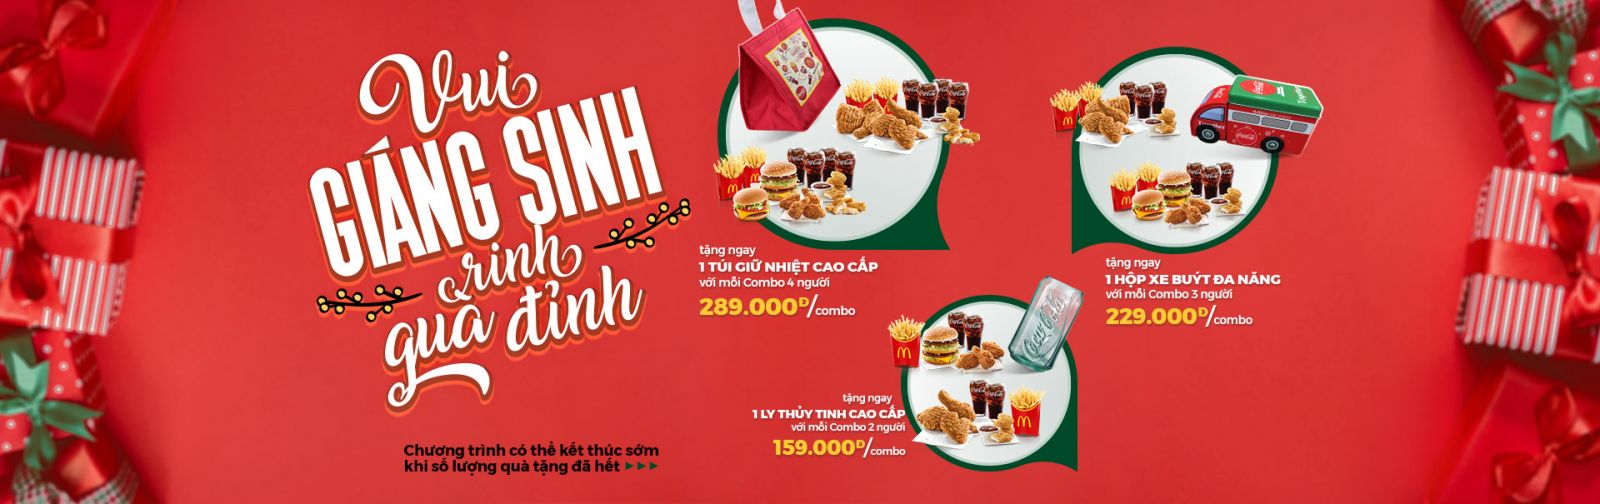 Vui
GIÁNG SINH
rinh
quà đỉnh
Chương trình có thể kết thúc sớm
khi số lượng quà tặng đã hết
tặng ngay
1 TÚI GIỮ NHIỆT CAO CẤP
với mỗi Combo 4 người
289.000Đ/combo
tặng ngay
1 HỘP XE BUÝT ĐA NĂNG
với mỗi Combo 3 người
229.000Đ/combo
tặng ngay
1 LY THỦY TINH CAO CẤP
với mỗi Combo 2 người
159.000Đ/combo
Coca-Cola